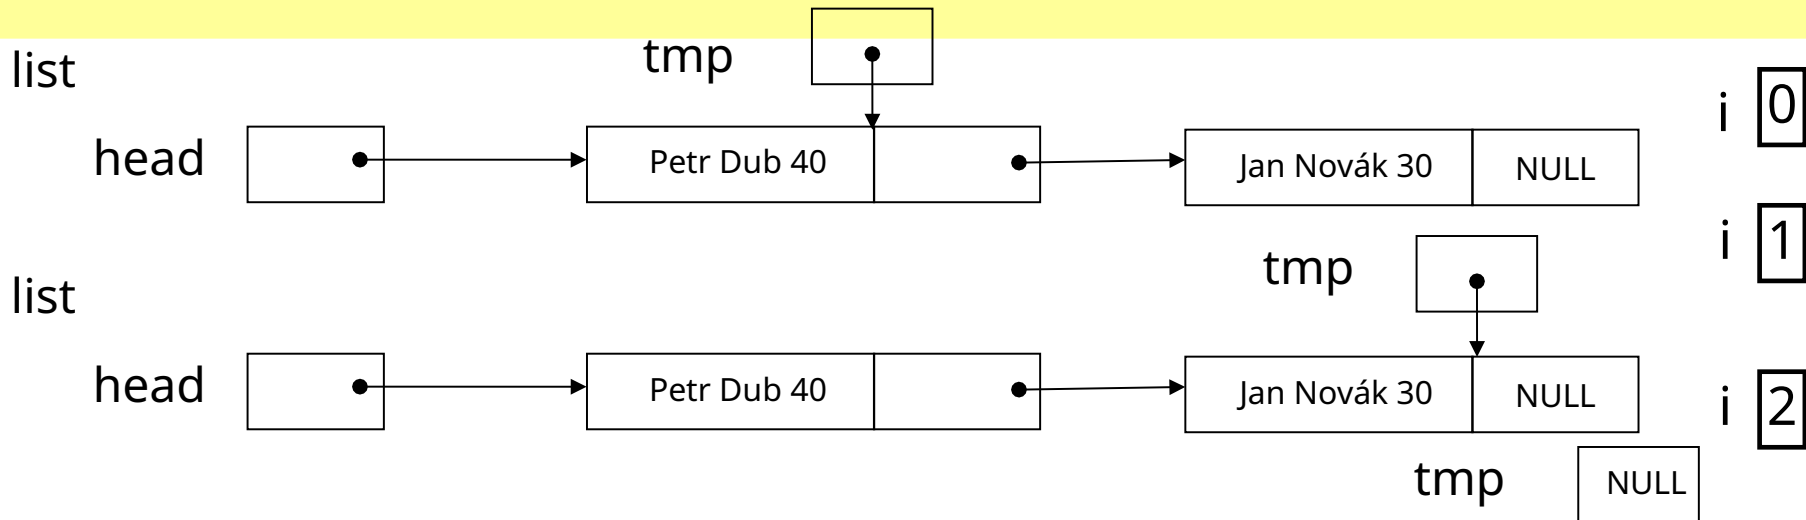 tmp
list
i 0
head Petr Dub 40 Jan Novák 30 NULL
i 1
tmp
list
head Petr Dub 40 Jan Novák 30 NULL
i 2
tmp NULL